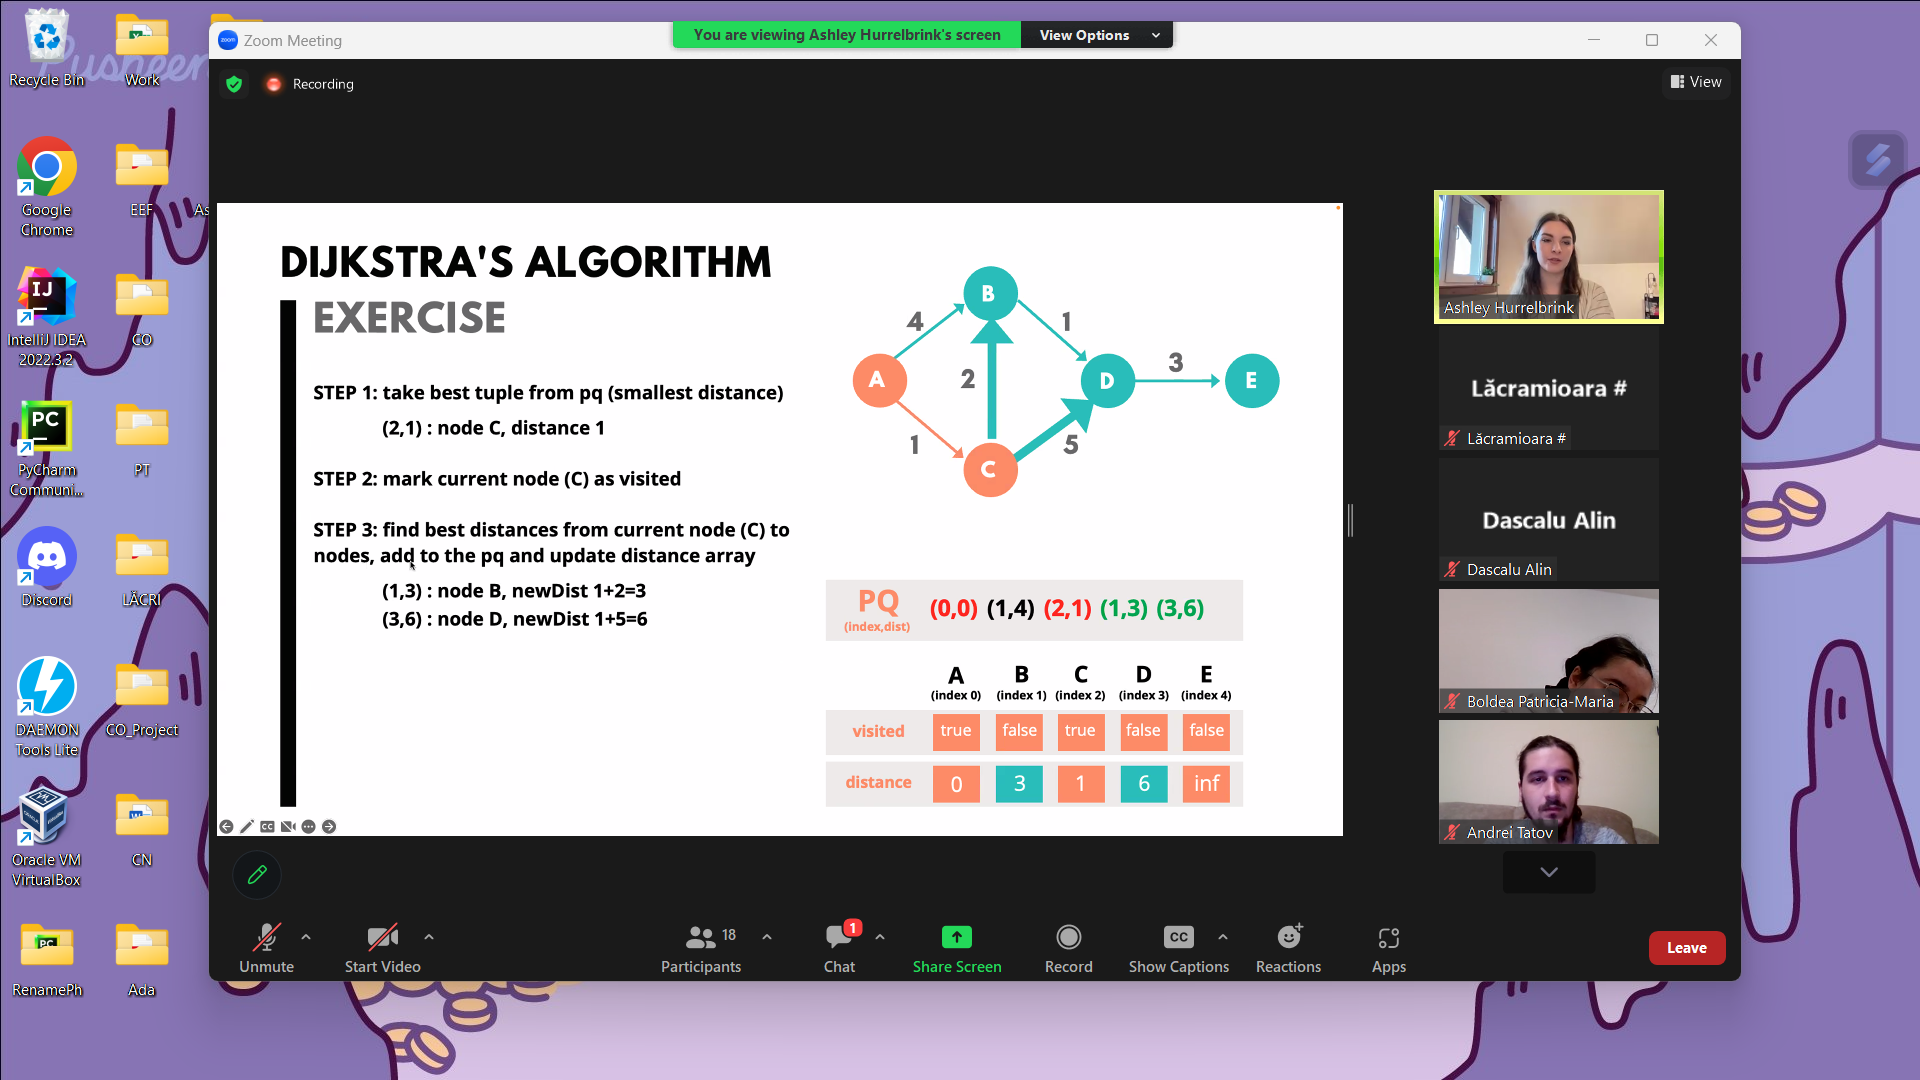 Pusheen
Recycle Bin
Work
Google
Chrome
EEF
As
IJ
IntelliJ IDEA
2022.3.2
CO
PC
PyCharm
Communi...
PT
Discord
LĂCRI
DAEMON
Tools Lite
CO_Project
Oracle VM
VirtualBox
CN
PC
RenamePh
Ada
zoom
Zoom Meeting
You are viewing Ashley Hurrelbrink's screen
View Options
Recording
View
DIJKSTRA'S ALGORITHM
EXERCISE
STEP 1: take best tuple from pq (smallest distance)
(2,1) : node C, distance 1
STEP 2: mark current node (C) as visited
STEP 3: find best distances from current node (C) to
nodes, add to the pq and update distance array
(1,3) : node B, newDist 1+2=3
(3,6) : node D, newDist 1+5=6
B
4
1
A
2
D
3
E
1
5
C
PQ (0,0) (1,4) (2,1) (1,3) (3,6)
(index,dist)
A B C D E
(index 0) (index 1) (index 2) (index 3) (index 4)
visited true false true false false
distance 0 3 1 6 inf
CC
Ashley Hurrelbrink
Lăcramioara #
Lăcramioara #
Dascalu Alin
Dascalu Alin
Boldea Patricia-Maria
Andrei Tatov
Unmute
Start Video
18
Participants
1
Chat
Share Screen
Record
CC
Show Captions
Reactions
Apps
Leave